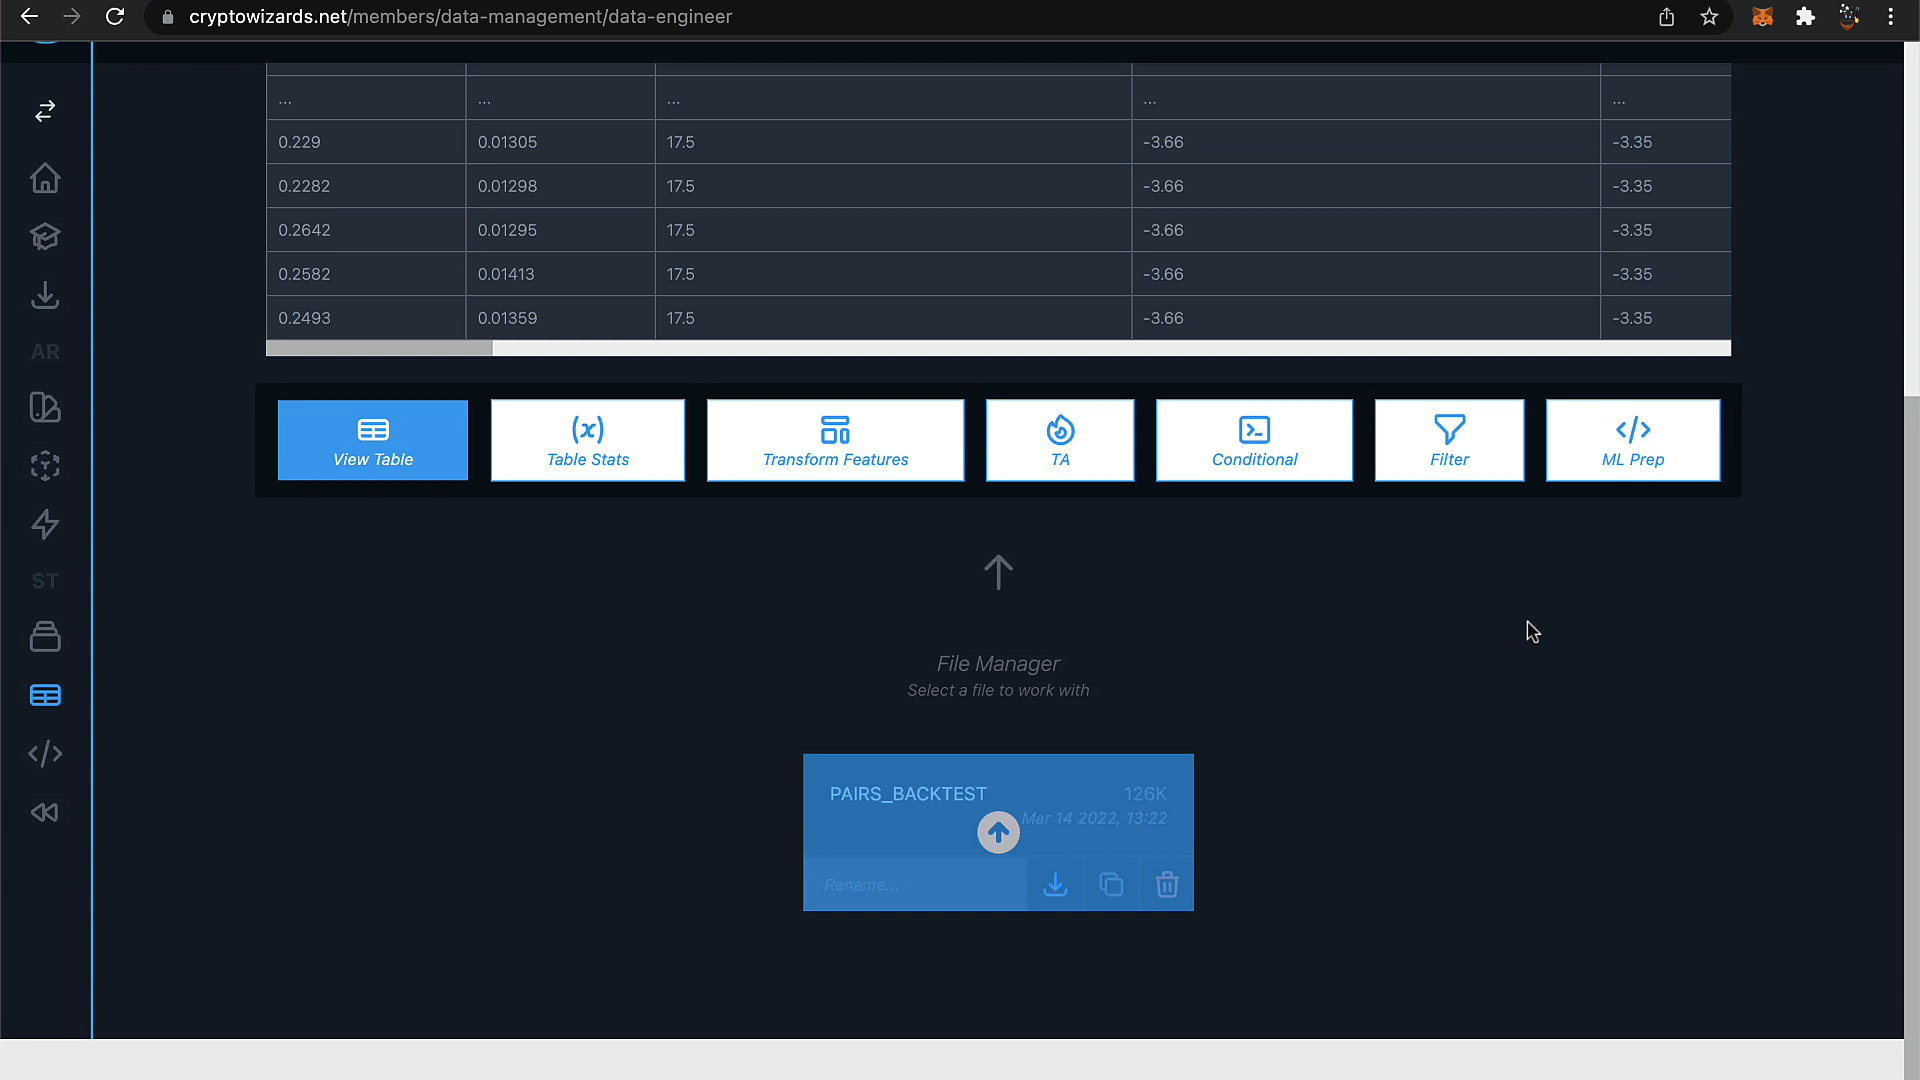 cryptowizards.net/members/data-management/data-engineer
... ... ... ... ...
0.229 0.01305 17.5 -3.66 -3.35
0.2282 0.01298 17.5 -3.66 -3.35
0.2642 0.01295 17.5 -3.66 -3.35
0.2582 0.01413 17.5 -3.66 -3.35
0.2493 0.01359 17.5 -3.66 -3.35
AR
ST
View Table
Table Stats
Transform Features
TA
Conditional
Filter
ML Prep
File Manager
Select a file to work with
PAIRS_BACKTEST 126K
Mar 14 2022, 13:22
Rename...